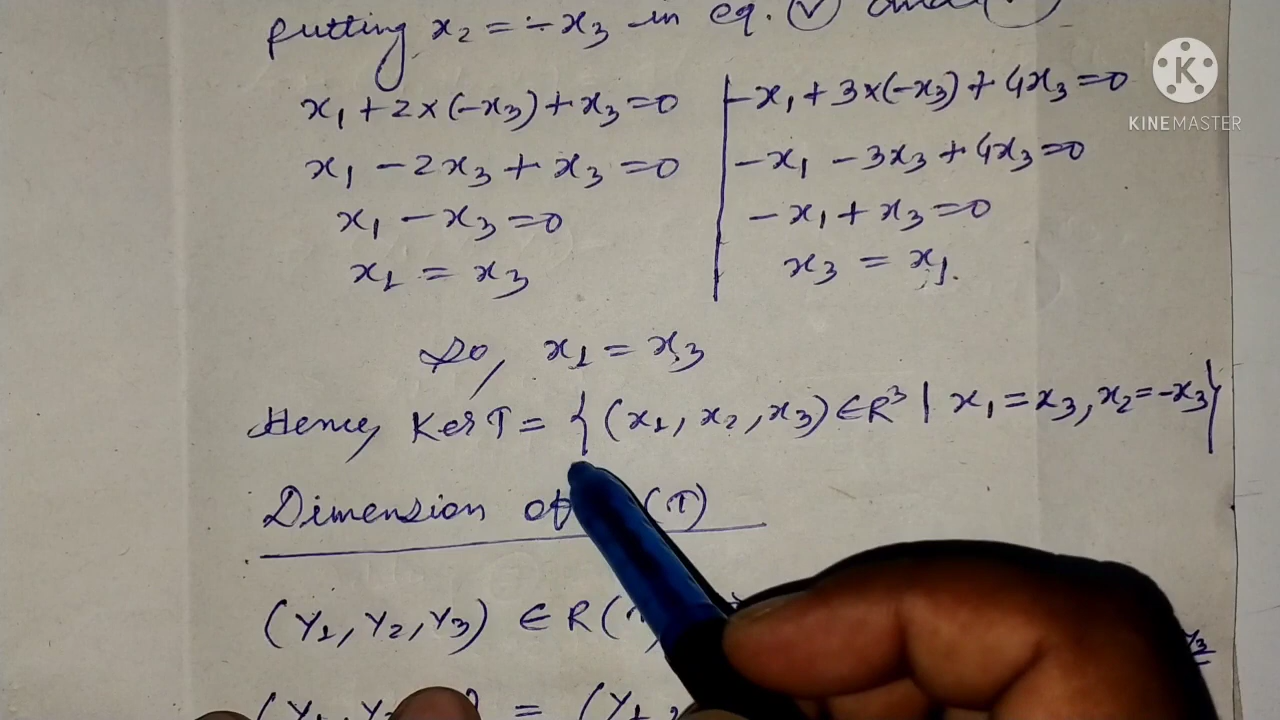 putting x₂ = -x₃ in eq. (v) and
K
KINEMASTER
x₁ + 2×(-x₃) + x₃ = 0
x₁ - 2x₃ + x₃ = 0
x₁ - x₃ = 0
x₁ = x₃
-x₁ + 3×(-x₃) + 4x₃ = 0
-x₁ - 3x₃ + 4x₃ = 0
-x₁ + x₃ = 0
x₃ = x₁.
So, x₁ = x₃
Hence, Ker T = {(x₁, x₂, x₃) ∈ R³ | x₁ = x₃, x₂ = -x₃}
Dimension of (T)
(Y₁, Y₂, Y₃) ∈ R(T
= (Y₁